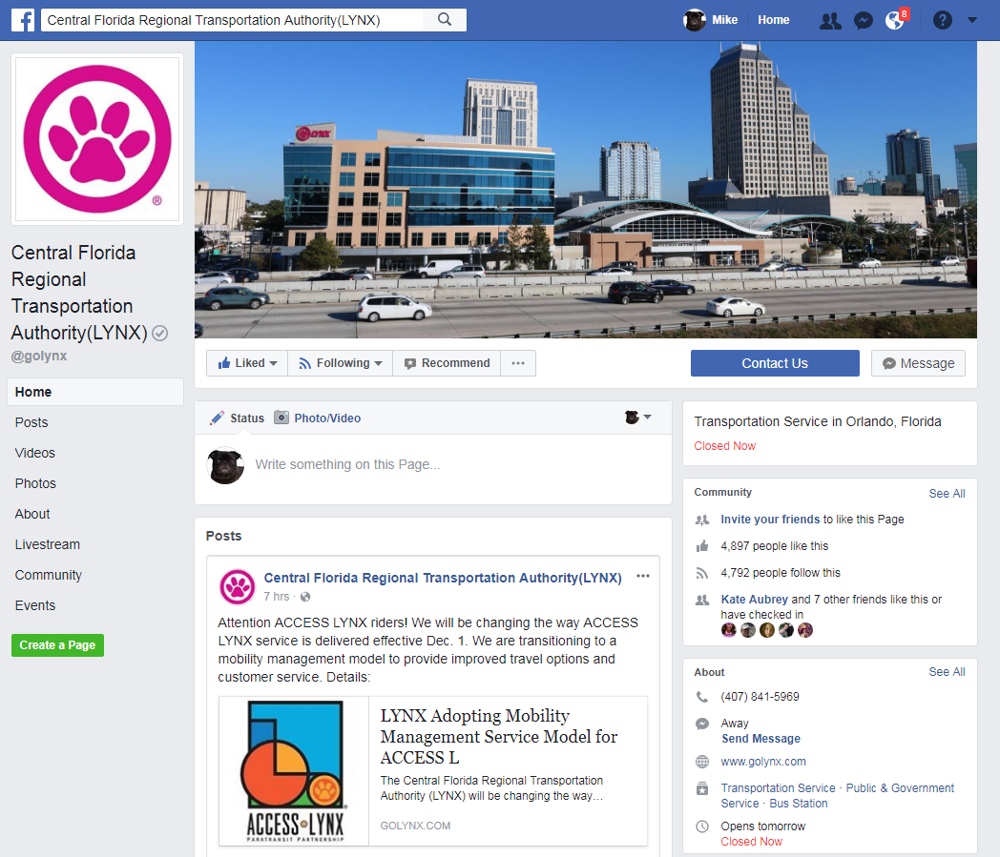 Central Florida Regional Transportation Authority(LYNX)
Mike
Home
8
?
LYNX
®
Central Florida
Regional
Transportation
Authority(LYNX)
@golynx
Home
Posts
Videos
Photos
About
Livestream
Community
Events
Create a Page
Liked
Following
Recommend
...
Contact Us
Message
Status
Photo/Video
Write something on this Page...
Posts
Central Florida Regional Transportation Authority(LYNX)
...
7 hrs ·
Attention ACCESS LYNX riders! We will be changing the way ACCESS
LYNX service is delivered effective Dec. 1. We are transitioning to a
mobility management model to provide improved travel options and
customer service. Details:
ACCESS LYNX
PARATRANSIT PARTNERSHIP
LYNX Adopting Mobility
Management Service Model for
ACCESS L
The Central Florida Regional Transportation
Authority (LYNX) will be changing the way...
GOLYNX.COM
Transportation Service in Orlando, Florida
Closed Now
Community
See All
Invite your friends to like this Page
4,897 people like this
4,792 people follow this
Kate Aubrey and 7 other friends like this or
have checked in
About
See All
(407) 841-5969
Away
Send Message
www.golynx.com
Transportation Service · Public & Government
Service · Bus Station
Opens tomorrow
Closed Now